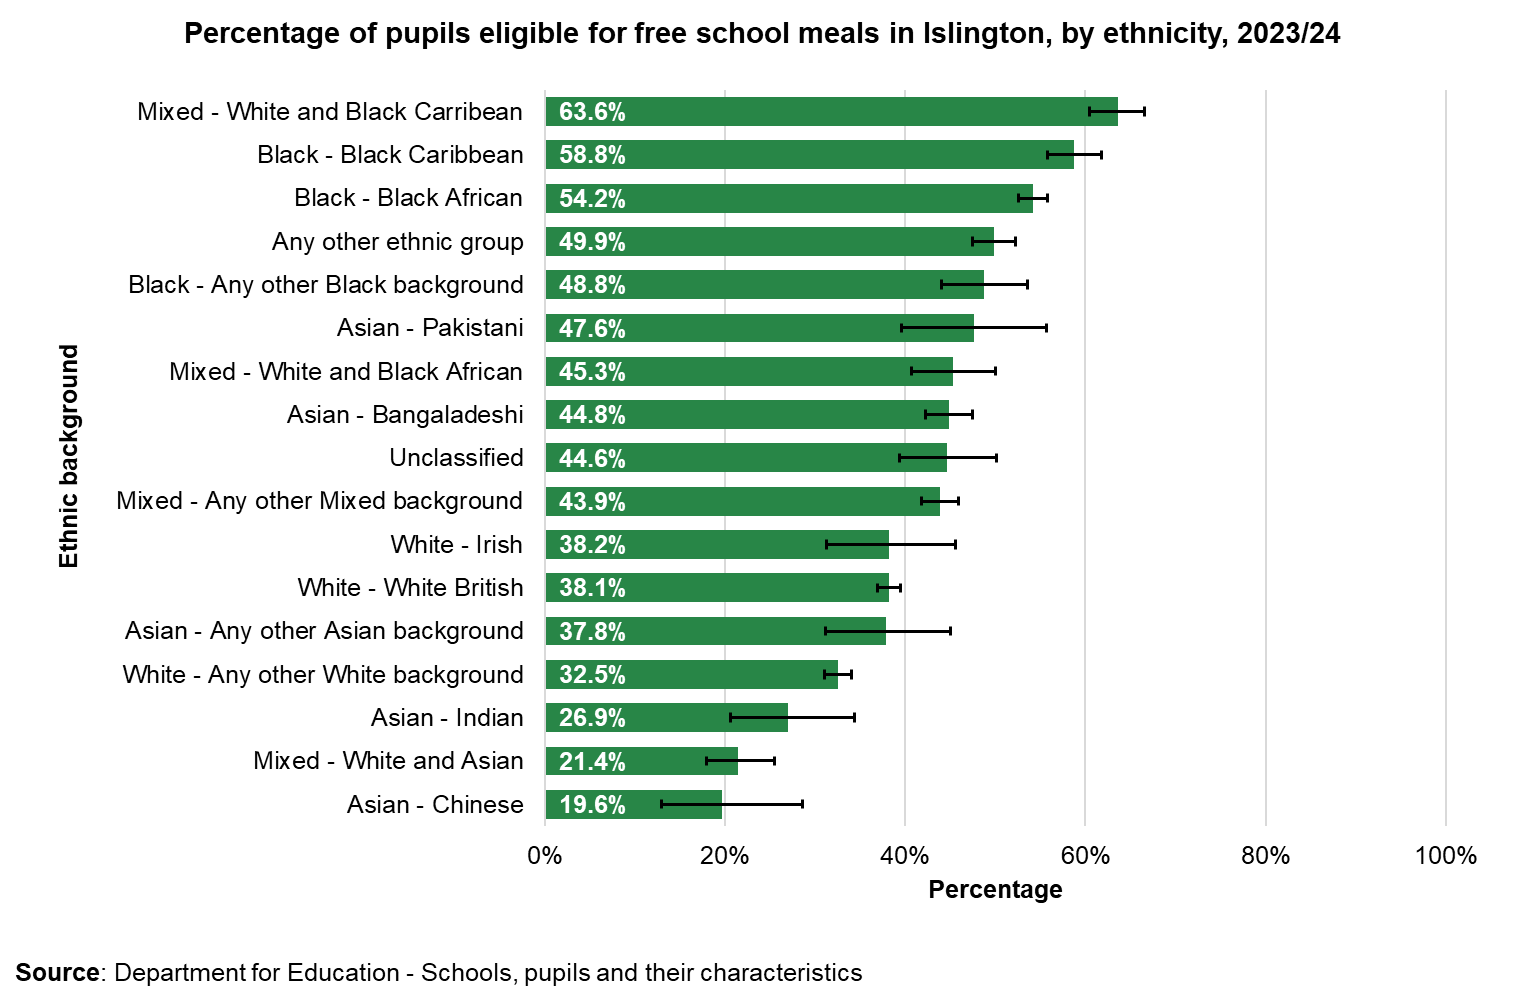 Percentage of pupils eligible for free school meals in Islington, by ethnicity, 2023/24
Ethnic background
Mixed - White and Black Carribean 63.6%
Black - Black Caribbean 58.8%
Black - Black African 54.2%
Any other ethnic group 49.9%
Black - Any other Black background 48.8%
Asian - Pakistani 47.6%
Mixed - White and Black African 45.3%
Asian - Bangaladeshi 44.8%
Unclassified 44.6%
Mixed - Any other Mixed background 43.9%
White - Irish 38.2%
White - White British 38.1%
Asian - Any other Asian background 37.8%
White - Any other White background 32.5%
Asian - Indian 26.9%
Mixed - White and Asian 21.4%
Asian - Chinese 19.6%
0% 20% 40% 60% 80% 100%
Percentage
Source: Department for Education - Schools, pupils and their characteristics